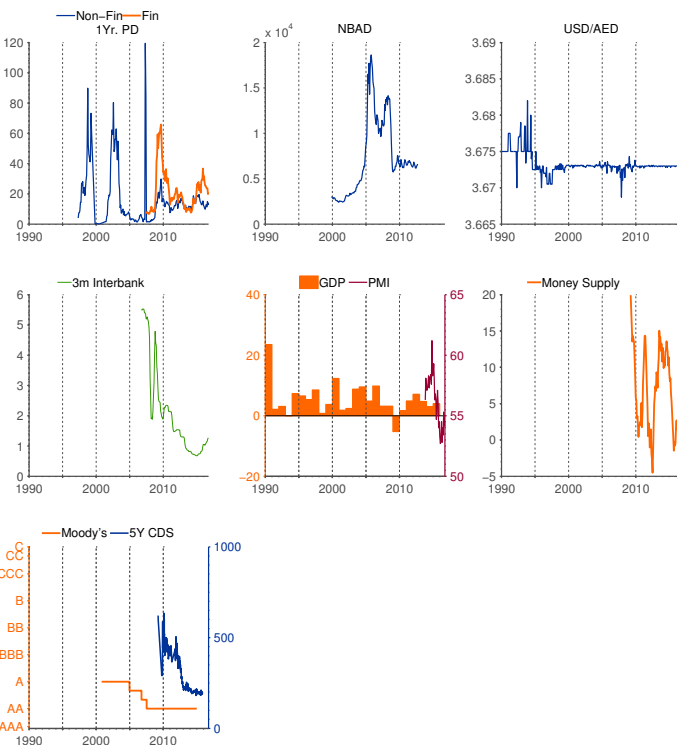 Non−Fin Fin
1Yr. PD
120
100
80
60
40
20
0
1990 2000 2010
NBAD
2 x 10⁴
1.5
1
0.5
0
1990 2000 2010
USD/AED
3.69
3.685
3.68
3.675
3.67
3.665
1990 2000 2010
3m Interbank
6
5
4
3
2
1
0
1990 2000 2010
GDP PMI
40
20
0
−20
65
60
55
50
1990 2000 2010
Money Supply
20
15
10
5
0
−5
1990 2000 2010
Moody's 5Y CDS
C
CC
CCC
B
BB
BBB
A
AA
AAA
1000
500
0
1990 2000 2010